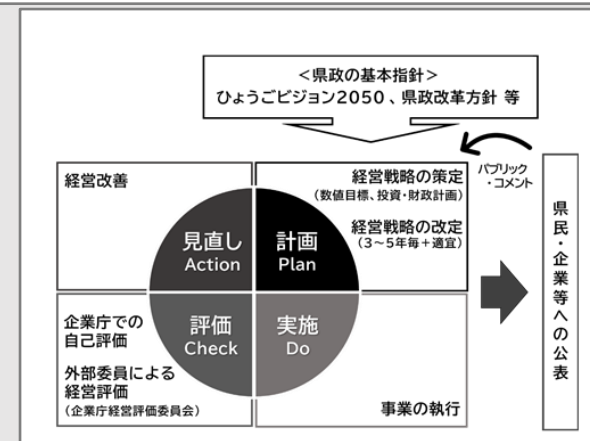 ＜県政の基本指針＞
ひょうごビジョン2050、県政改革方針 等
パブリック
・コメント
経営改善
経営戦略の策定
（数値目標、投資・財政計画）
経営戦略の改定
（3～5年毎＋適宜）
見直し
Action
計画
Plan
評価
Check
実施
Do
企業庁での
自己評価
外部委員による
経営評価
（企業庁経営評価委員会）
事業の執行
県民・企業等への公表